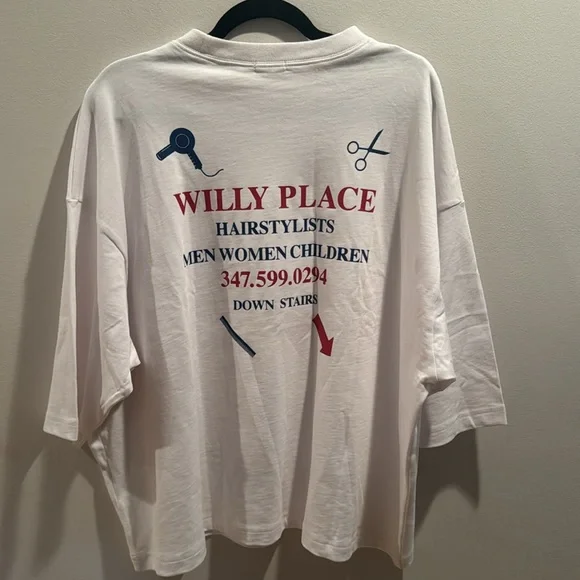 WILLY PLACE
HAIRSTYLISTS
MEN WOMEN CHILDREN
347.599.0294
DOWN STAIRS